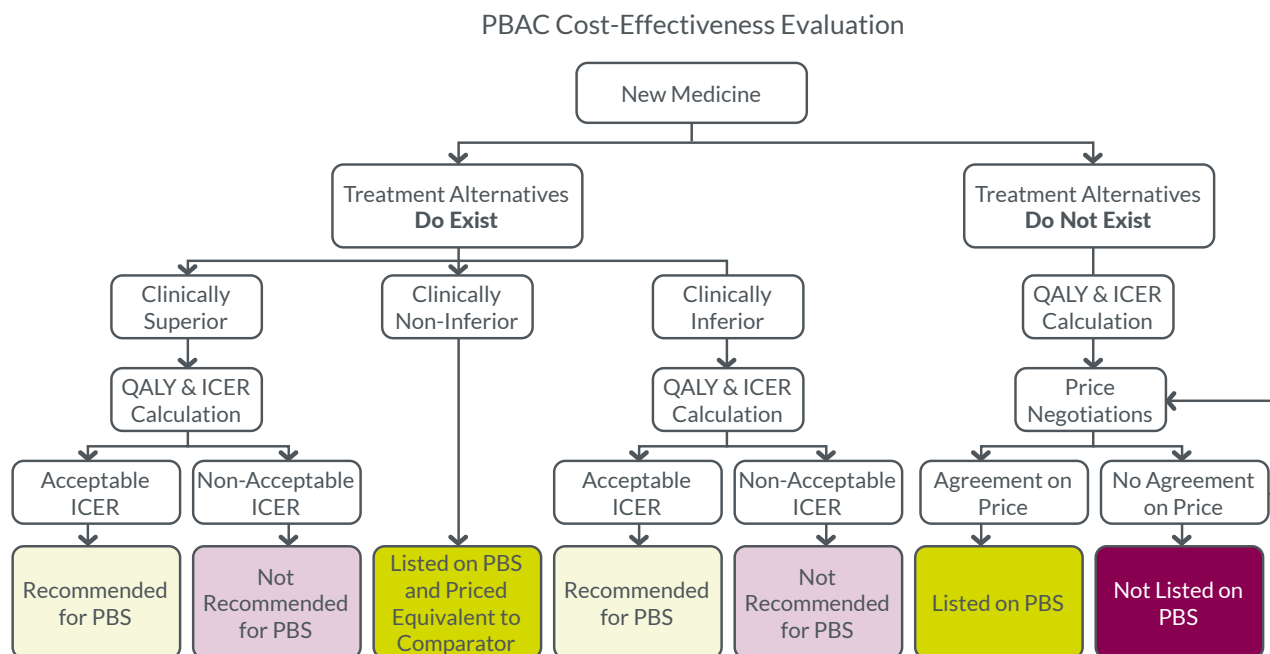 PBAC Cost-Effectiveness Evaluation
New Medicine
Treatment Alternatives
Do Exist
Treatment Alternatives
Do Not Exist
Clinically
Superior
Clinically
Non-Inferior
Clinically
Inferior
QALY & ICER
Calculation
QALY & ICER
Calculation
QALY & ICER
Calculation
Price
Negotiations
Acceptable
ICER
Non-Acceptable
ICER
Acceptable
ICER
Non-Acceptable
ICER
Agreement on
Price
No Agreement
on Price
Recommended
for PBS
Not
Recommended
for PBS
Listed on PBS
and Priced
Equivalent to
Comparator
Recommended
for PBS
Not
Recommended
for PBS
Listed on PBS
Not Listed on
PBS